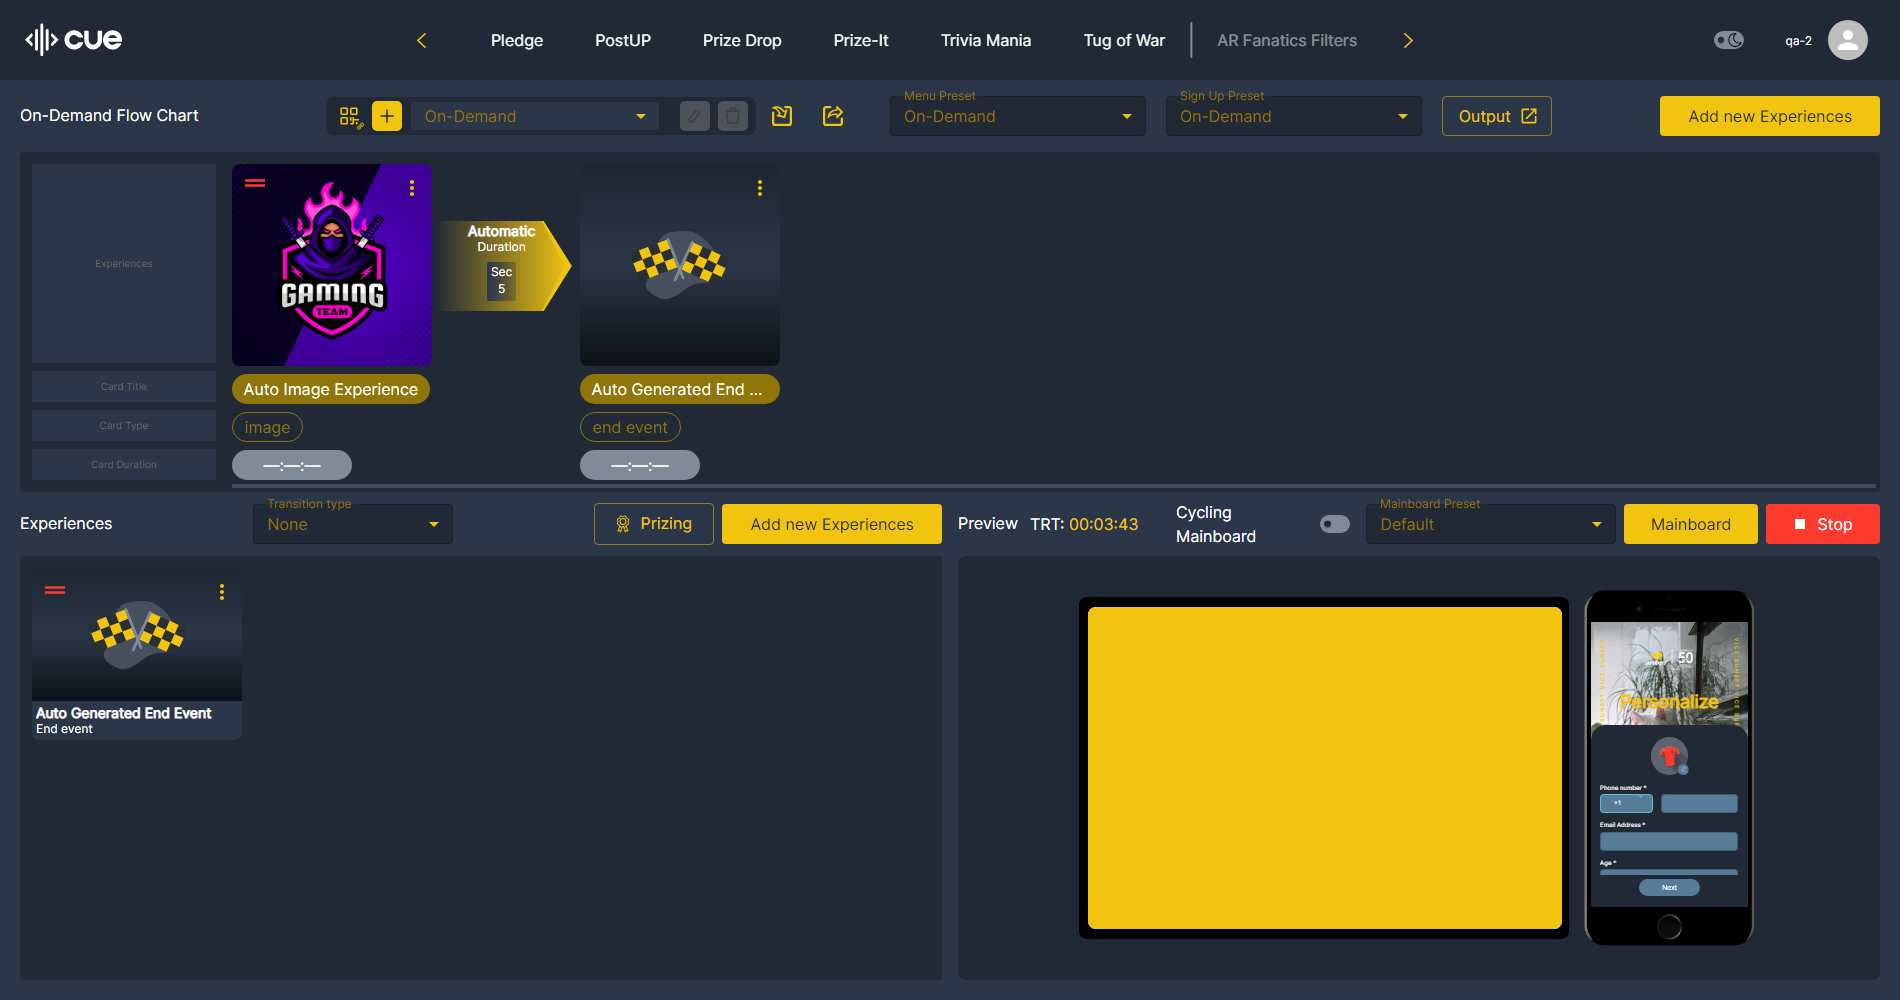 cue
Pledge
PostUP
Prize Drop
Prize-It
Trivia Mania
Tug of War
AR Fanatics Filters
qa-2
On-Demand Flow Chart
On-Demand
Menu Preset
On-Demand
Sign Up Preset
On-Demand
Output
Add new Experiences
Experiences
GAMING
TEAM
Automatic
Duration
Sec
5
Card Title
Auto Image Experience
Auto Generated End ...
Card Type
image
end event
Card Duration
—:—:—
—:—:—
Experiences
Transition type
None
Prizing
Add new Experiences
Preview
TRT: 00:03:43
Cycling
Mainboard
Mainboard Preset
Default
Mainboard
Stop
Auto Generated End Event
End event
50
Personalize
Phone number *
+1
Email Address *
Age *
Next